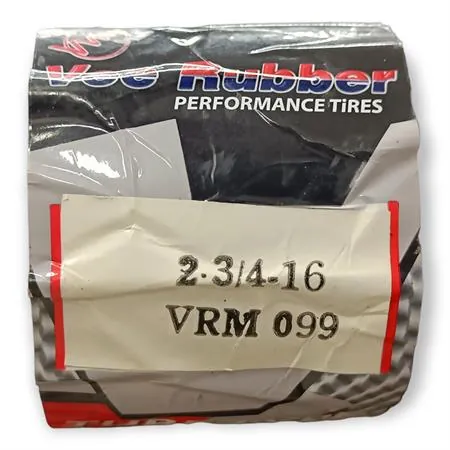 Vee Rubber
PERFORMANCE TiRES
2·3/4-16
VRM 099